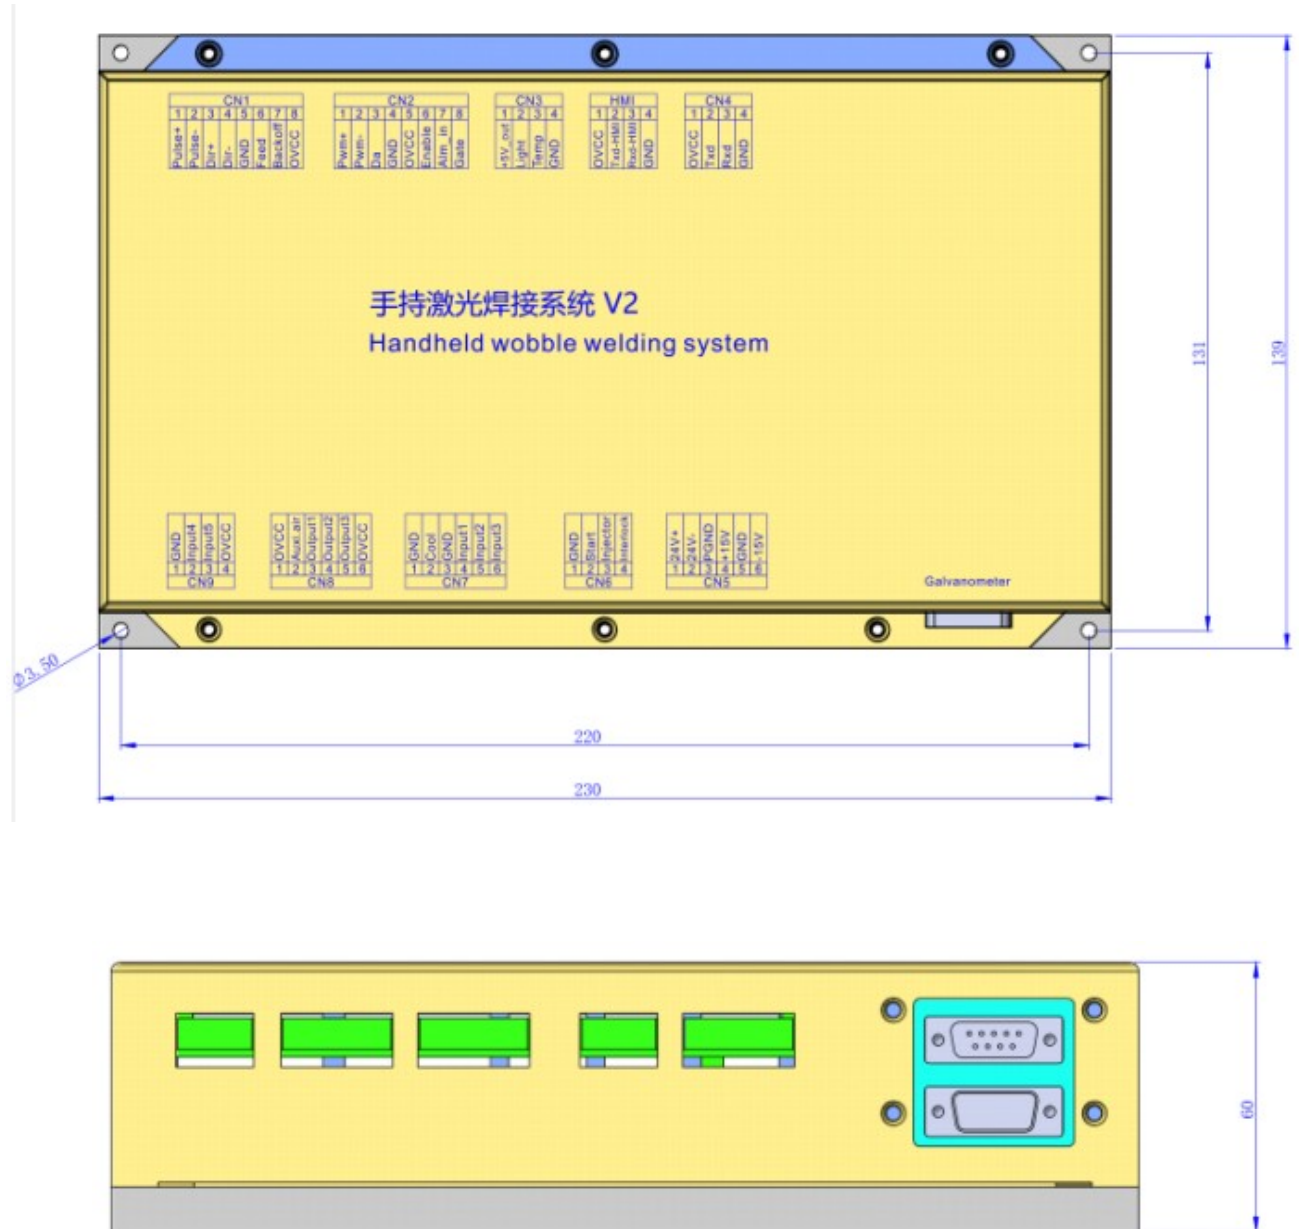 CN1
1 2 3 4 5 6 7 8
Pulse+ Pulse- Dir+ Dir- GND Feed Backoff OVCC
CN2
1 2 3 4 5 6 7 8
Pwm+ Pwm- Da GND OVCC Enable Alm_in Gate
CN3
1 2 3 4
+5V_out Light Temp GND
HMI
1 2 3 4
OVCC Txd-HMI Rxd-HMI GND
CN4
1 2 3 4
OVCC Txd Rxd GND
手持激光焊接系统 V2
Handheld wobble welding system
GND Input4 Input5 OVCC
1 2 3 4
CN9
OVCC Auxi.air Output1 Output2 Output3 OVCC
1 2 3 4 5 6
CN8
GND Cool GND Input1 Input2 Input3
1 2 3 4 5 6
CN7
GND Start Injector Interlock
1 2 3 4
CN6
24V+ 24V- PGND +15V GND -15V
1 2 3 4 5 6
CN5
Galvanometer
131
139
Φ3.50
220
230
60